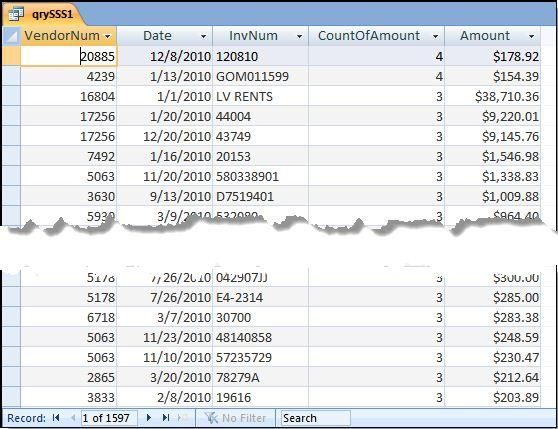 qrySSS1
VendorNum Date InvNum CountOfAmount Amount
20885 12/8/2010 120810 4 $178.92
4239 1/13/2010 GOM011599 4 $154.39
16804 1/1/2010 LV RENTS 3 $38,710.36
17256 1/20/2010 44004 3 $9,220.01
17256 12/20/2010 43749 3 $9,145.76
7492 1/16/2010 20153 3 $1,546.98
5063 11/20/2010 580338901 3 $1,338.83
3630 9/13/2010 D7519401 3 $1,009.88
5930 3/9/2010 532080 3 $964.40
5178 7/26/2010 042907JJ 3 $300.00
5178 7/26/2010 E4-2314 3 $285.00
6718 3/7/2010 30700 3 $283.38
5063 11/23/2010 48140858 3 $248.59
5063 11/10/2010 57235729 3 $230.47
2865 3/20/2010 78279A 3 $212.64
3833 2/8/2010 19616 3 $203.89
Record: 1 of 1597 No Filter Search